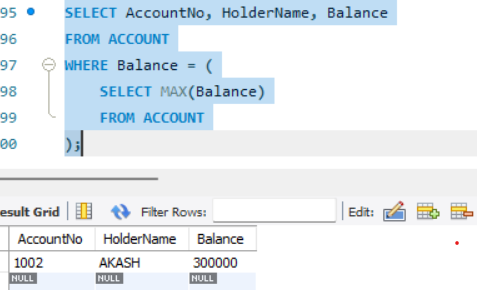 95 SELECT AccountNo, HolderName, Balance
96 FROM ACCOUNT
97 WHERE Balance = (
98 SELECT MAX(Balance)
99 FROM ACCOUNT
00 );
esult Grid Filter Rows: Edit:
AccountNo HolderName Balance
1002 AKASH 300000
NULL NULL NULL